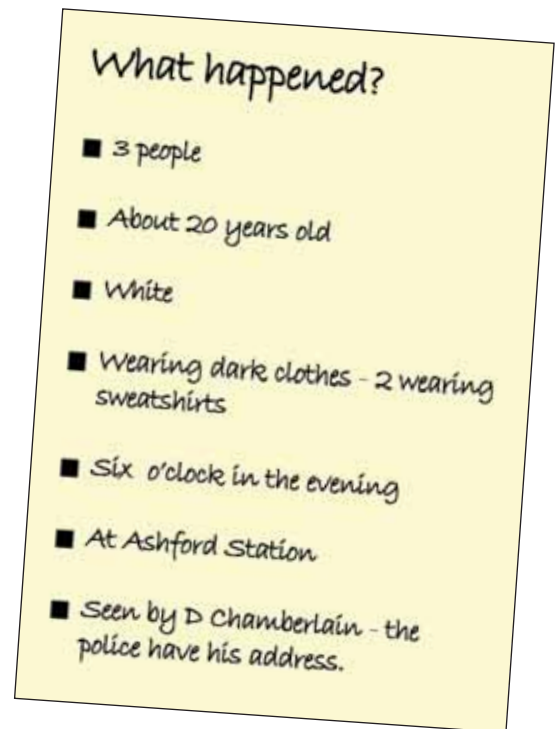 What happened?
■ 3 people
■ About 20 years old
■ White
■ Wearing dark clothes - 2 wearing
sweatshirts
■ Six o'clock in the evening
■ At Ashford Station
■ Seen by D Chamberlain - the
police have his address.